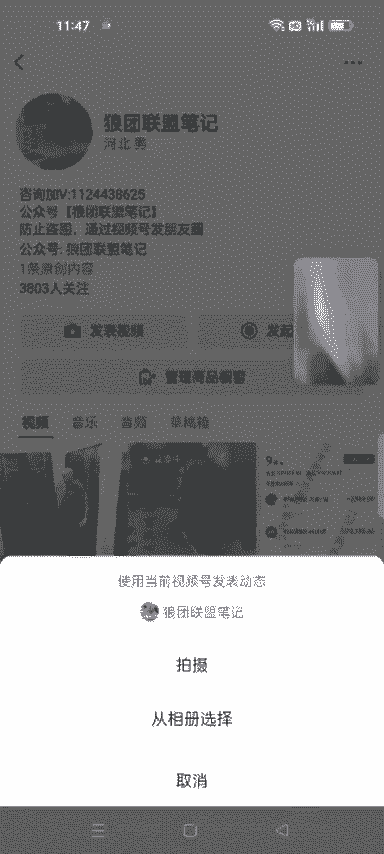 11:47
狼团联盟笔记
河北 男
咨询加V:1124438625
公众号【狼团联盟笔记】
防止盗图，通过视频号发朋友圈
公众号: 狼团联盟笔记
1条原创内容
3803人关注
发表视频
发起
管理商品橱窗
视频 音乐 音频 草稿箱
使用当前视频号发表动态
狼团联盟笔记
拍摄
从相册选择
取消